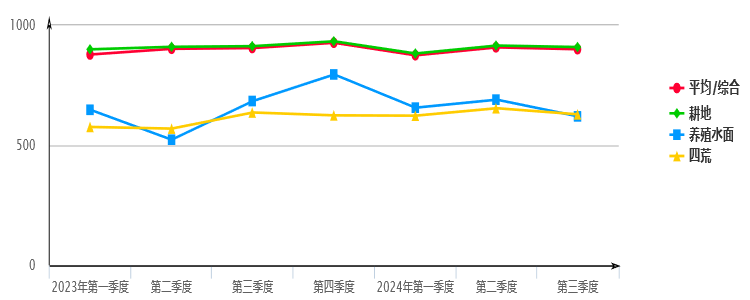 1000
500
0
2023年第一季度 第二季度 第三季度 第四季度 2024年第一季度 第二季度 第三季度
平均/综合
耕地
养殖水面
四荒